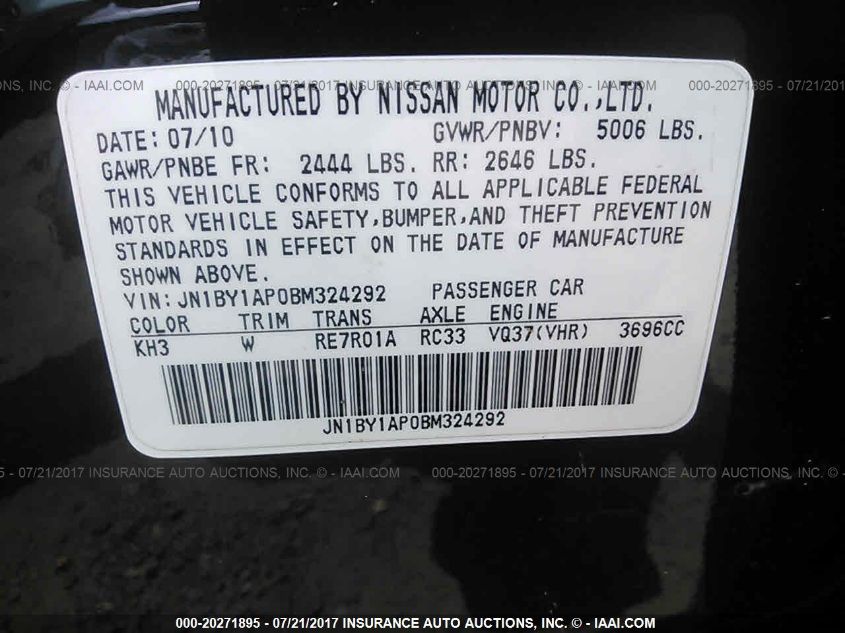 MANUFACTURED BY NISSAN MOTOR CO.,LTD.
DATE: 07/10 GVWR/PNBV: 5006 LBS.
GAWR/PNBE FR: 2444 LBS. RR: 2646 LBS.
THIS VEHICLE CONFORMS TO ALL APPLICABLE FEDERAL
MOTOR VEHICLE SAFETY,BUMPER,AND THEFT PREVENTION
STANDARDS IN EFFECT ON THE DATE OF MANUFACTURE
SHOWN ABOVE.
VIN: JN1BY1AP0BM324292 PASSENGER CAR
COLOR TRIM TRANS AXLE ENGINE
KH3 W RE7R01A RC33 VQ37(VHR) 3696CC
JN1BY1AP0BM324292
AUCTIONS, INC. © - IAAI.COM 000-20271895 - 07/21/2017 INSURANCE AUTO AUCTIONS, INC. © - IAAI.COM 000-20271895 - 07/21/2017
- 07/21/2017 INSURANCE AUTO AUCTIONS, INC. © - IAAI.COM 000-20271895 - 07/21/2017 INSURANCE AUTO AUCTIONS, INC. © - IAAI.COM
000-20271895 - 07/21/2017 INSURANCE AUTO AUCTIONS, INC. © - IAAI.COM